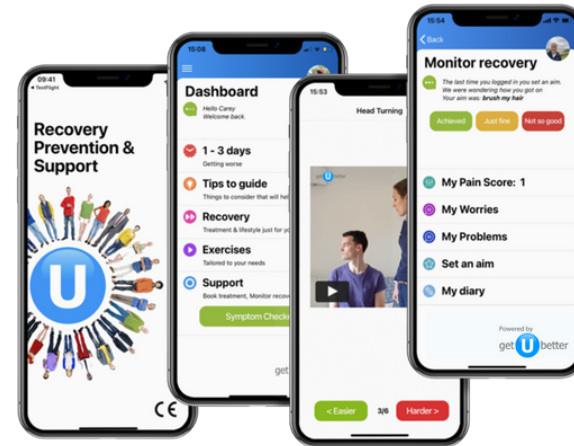 09:41
◀ TestFlight
Recovery
Prevention &
Support
U
CE
15:08
Dashboard
Hello Carey
Welcome back.
1 - 3 days
Getting worse
Tips to guide
Things to consider that will
Recovery
Treatment & lifestyle just for
Exercises
Tailored to your needs
Support
Book treatment, Monitor
Symptom
get
15:53
Head Turning
get U better
< Easier
3/6
Harder >
15:54
Back
Monitor recovery
The last time you logged in you set an aim.
We were wondering how you got on
Your aim was: brush my hair
Achieved
Just fine
Not so good
My Pain Score: 1
My Worries
My Problems
Set an aim
My diary
Powered by
get U better